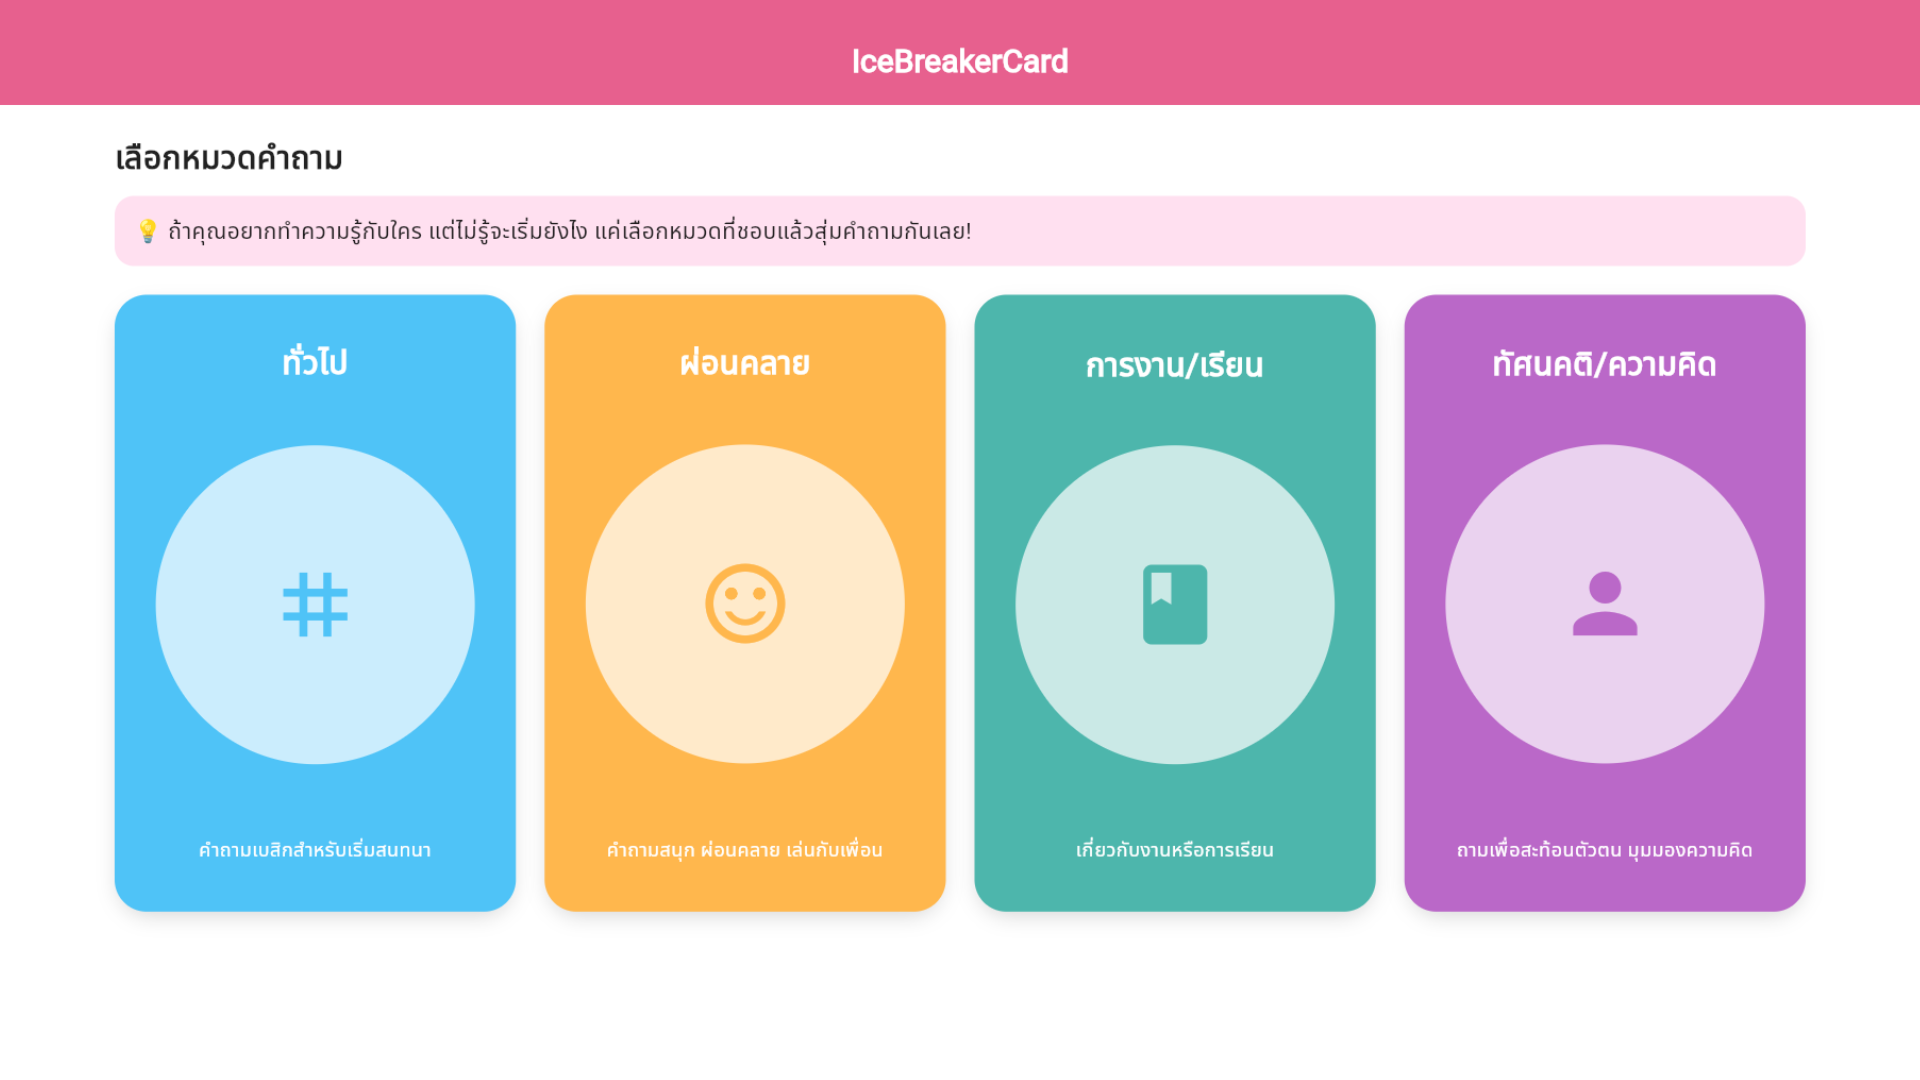 IceBreakerCard
เลือกหมวดคำถาม
💡 ถ้าคุณอยากทำความรู้กับใคร แต่ไม่รู้จะเริ่มยังไง แค่เลือกหมวดที่ชอบแล้วสุ่มคำถามกันเลย!
ทั่วไป
คำถามเบสิกสำหรับเริ่มสนทนา
ผ่อนคลาย
คำถามสนุก ผ่อนคลาย เล่นกับเพื่อน
การงาน/เรียน
เกี่ยวกับงานหรือการเรียน
ทัศนคติ/ความคิด
ถามเพื่อสะท้อนตัวตน มุมมองความคิด